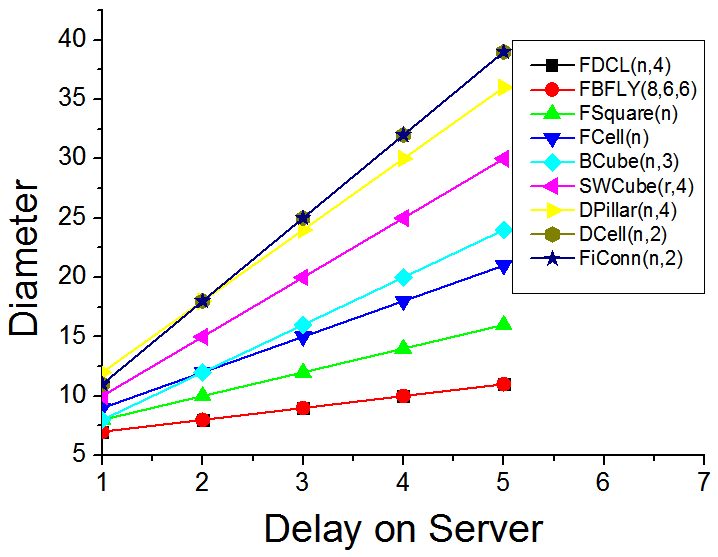 40
35
30
25
20
15
10
5
Diameter
FDCL(n,4)
FBFLY(8,6,6)
FSquare(n)
FCell(n)
BCube(n,3)
SWCube(r,4)
DPillar(n,4)
DCell(n,2)
FiConn(n,2)
1 2 3 4 5 6 7
Delay on Server